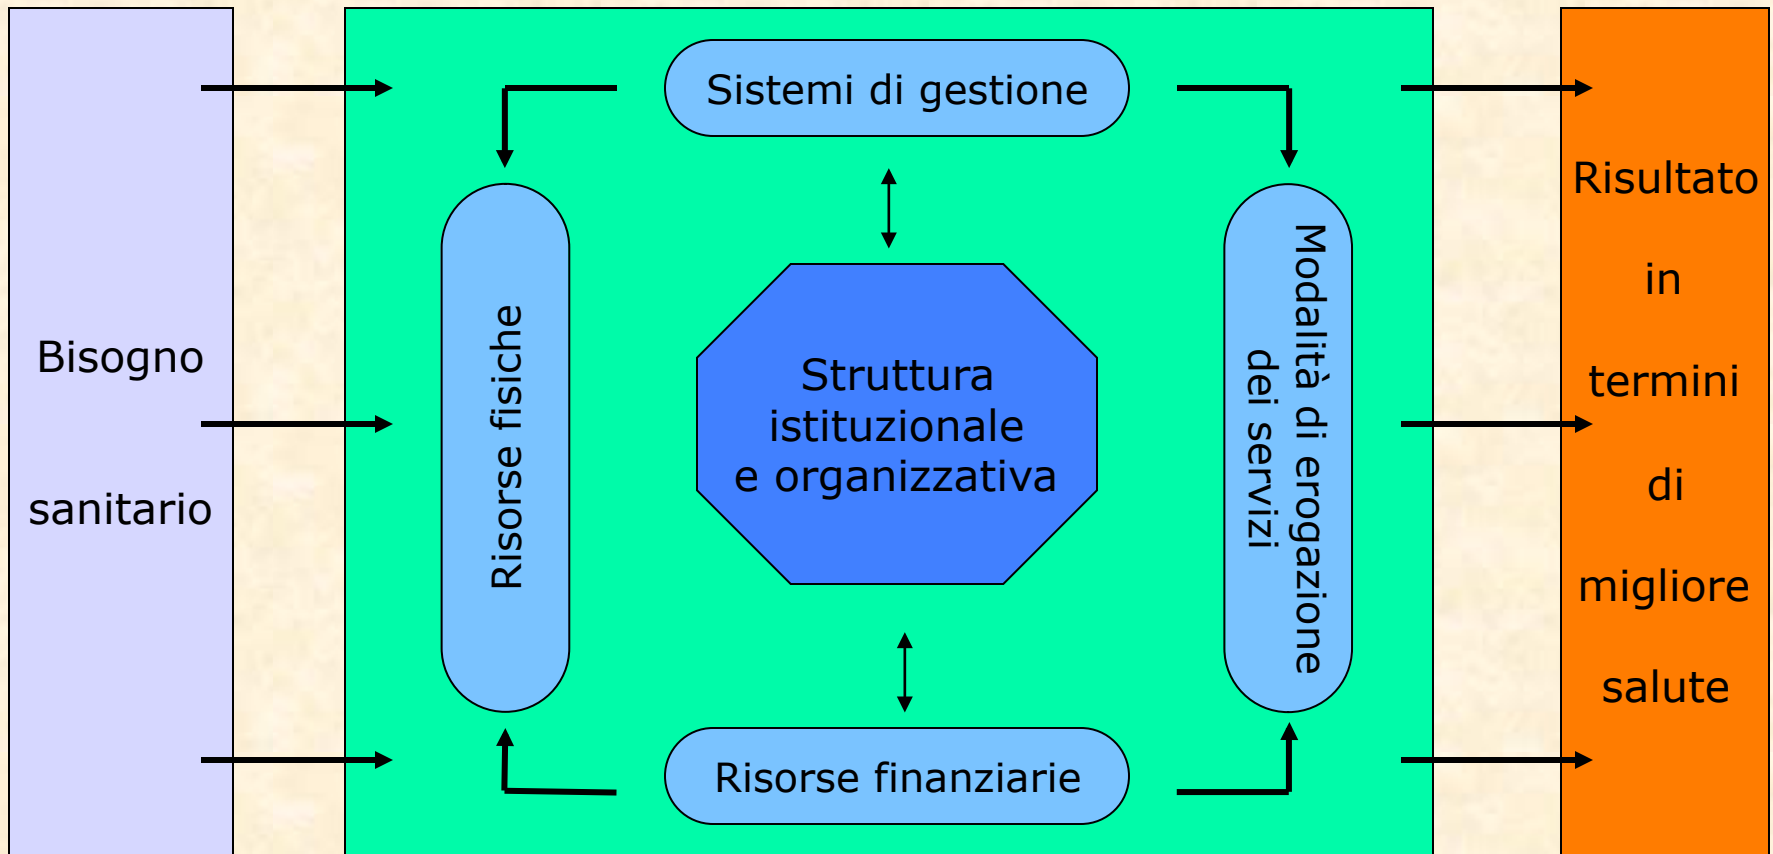 Bisogno
sanitario
Sistemi di gestione
Risorse fisiche
Struttura
istituzionale
e organizzativa
Modalità di erogazione
dei servizi
Risorse finanziarie
Risultato
in
termini
di
migliore
salute